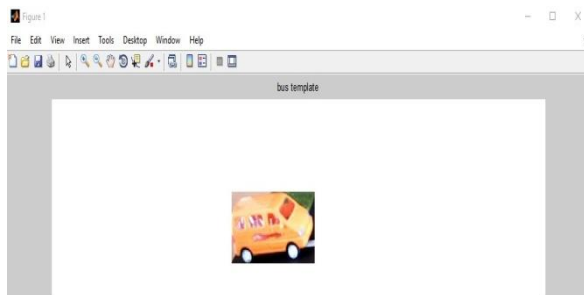 Figure 1
File Edit View Insert Tools Desktop Window Help
bus template